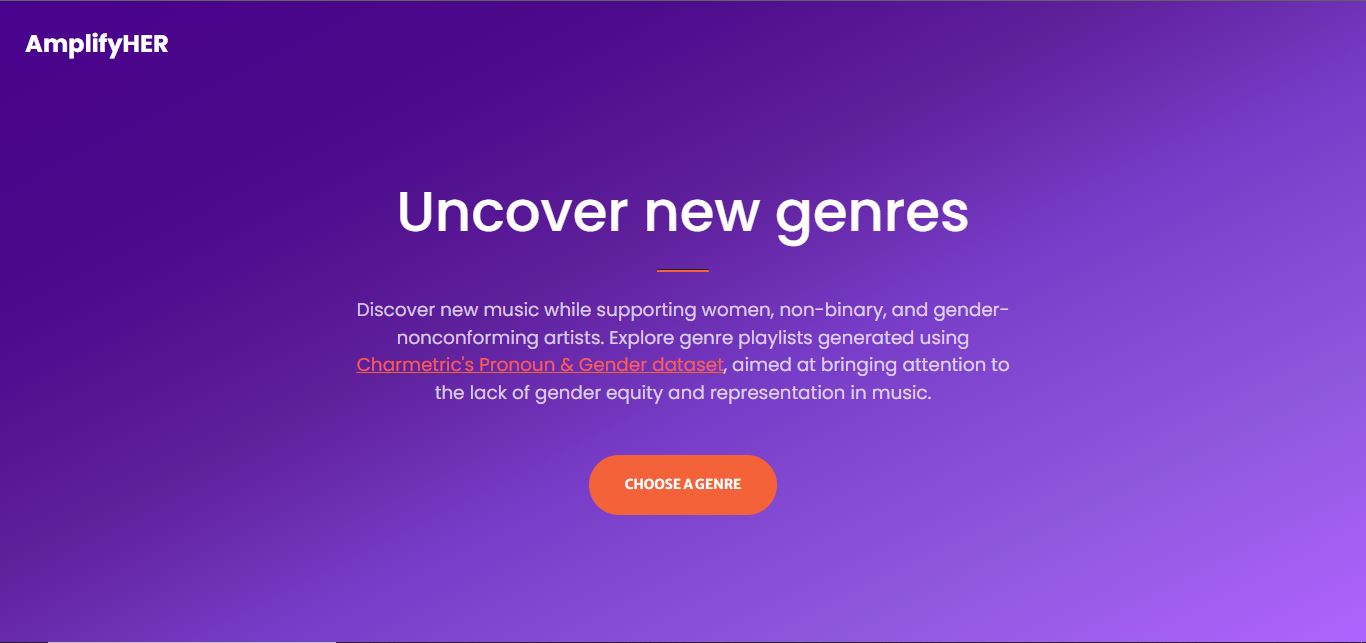 AmplifyHER
Uncover new genres
Discover new music while supporting women, non-binary, and gender-
nonconforming artists. Explore genre playlists generated using
Charmetric's Pronoun & Gender dataset, aimed at bringing attention to
the lack of gender equity and representation in music.
CHOOSE A GENRE